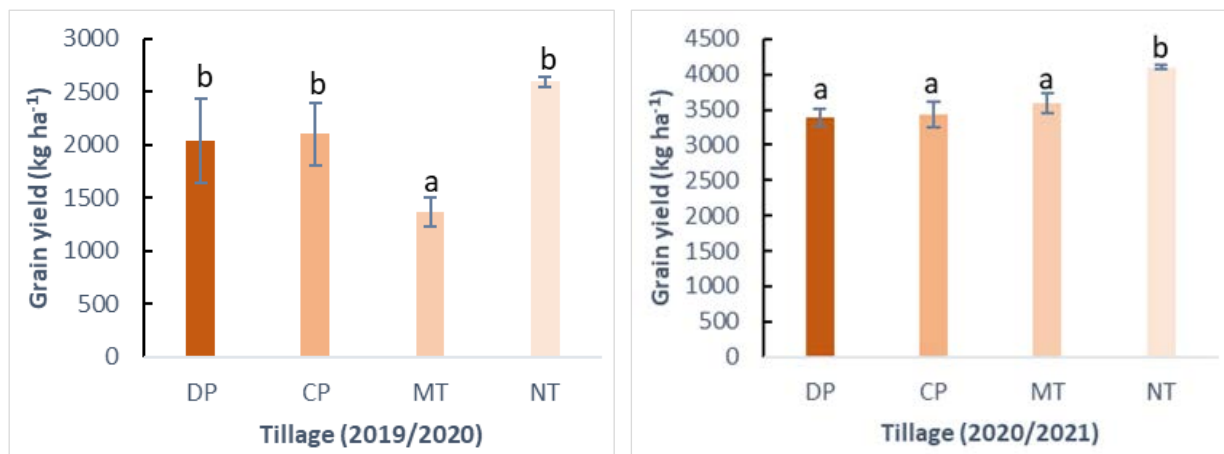 Grain yield (kg ha⁻¹)
3000
2500
2000
1500
1000
500
0
b
b
a
b
DP
CP
MT
NT
Tillage (2019/2020)
Grain yield (kg ha⁻¹)
4500
4000
3500
3000
2500
2000
1500
1000
500
0
a
a
a
b
DP
CP
MT
NT
Tillage (2020/2021)